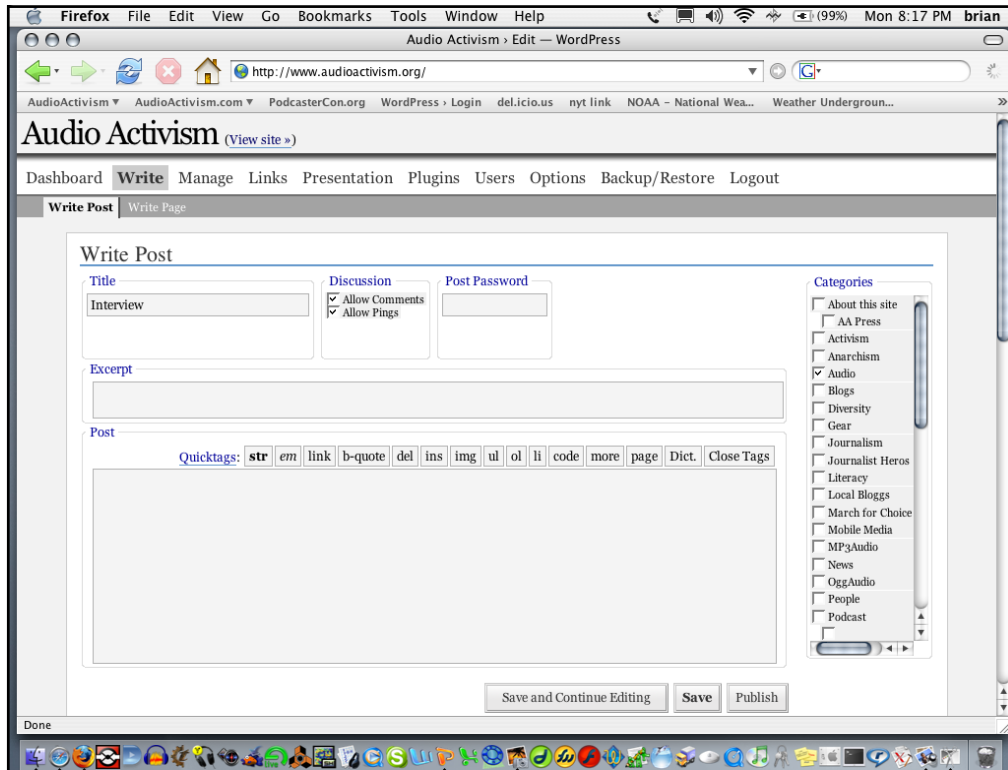 Firefox File Edit View Go Bookmarks Tools Window Help (99%) Mon 8:17 PM brian
Audio Activism › Edit — WordPress
http://www.audioactivism.org/ G
AudioActivism AudioActivism.com PodcasterCon.org WordPress › Login del.icio.us nyt link NOAA – National Wea... Weather Undergroun... »
Audio Activism (View site »)
Dashboard Write Manage Links Presentation Plugins Users Options Backup/Restore Logout
Write Post Write Page
Write Post
Title
Interview
Discussion
Allow Comments
Allow Pings
Post Password
Excerpt
Post
Quicktags: str em link b-quote del ins img ul ol li code more page Dict. Close Tags
Categories
About this site
AA Press
Activism
Anarchism
Audio
Blogs
Diversity
Gear
Journalism
Journalist Heros
Literacy
Local Bloggs
March for Choice
Mobile Media
MP3Audio
News
OggAudio
People
Podcast
Save and Continue Editing Save Publish
Done